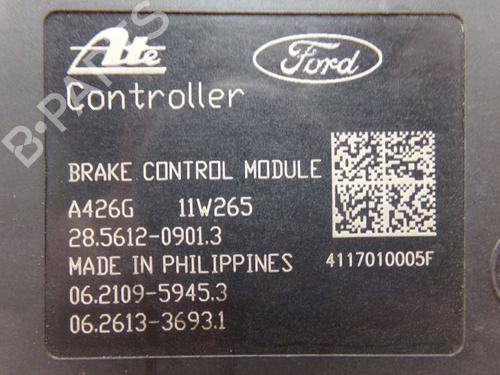 Ate Ford
Controller
BRAKE CONTROL MODULE
A426G 11W265
28.5612-0901.3
MADE IN PHILIPPINES 4117010005F
06.2109-5945.3
06.2613-3693.1
B-PARTS